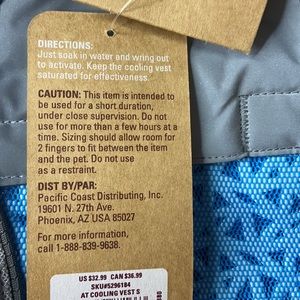 DIRECTIONS:
Just soak in water and wring out
to activate. Keep the cooling vest
saturated for effectiveness.
CAUTION: This item is intended to
be used for a short duration,
under close supervision. Do not
use for more than a few hours at a
time. Sizing should allow room for
2 fingers to fit between the item
and the pet. Do not use
as a restraint.
DIST BY/PAR:
Pacific Coast Distributing, Inc.
19601 N. 27th Ave.
Phoenix, AZ USA 85027
For more information,
call 1-888-839-9638.
US $32.99 CAN $36.99
SKU#5296184
AT COOLING VEST S